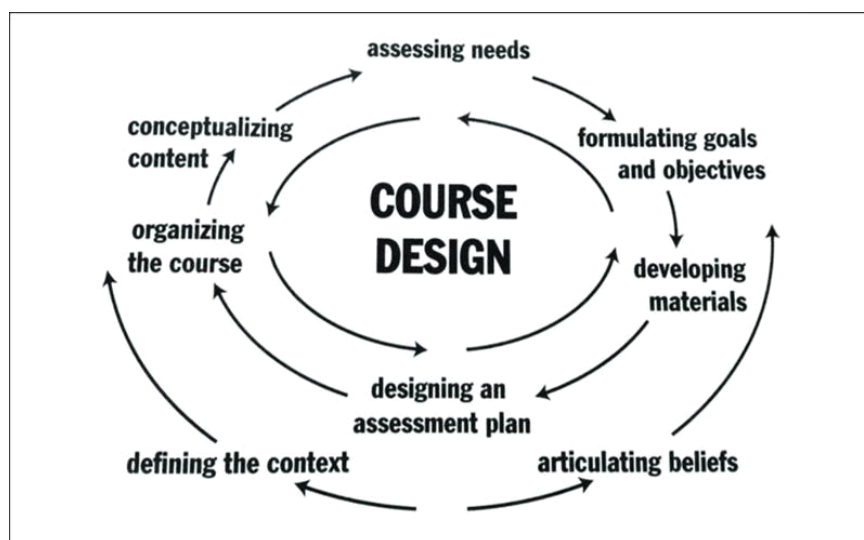 assessing needs
conceptualizing
content
formulating goals
and objectives
COURSE
DESIGN
organizing
the course
developing
materials
designing an
assessment plan
defining the context
articulating beliefs